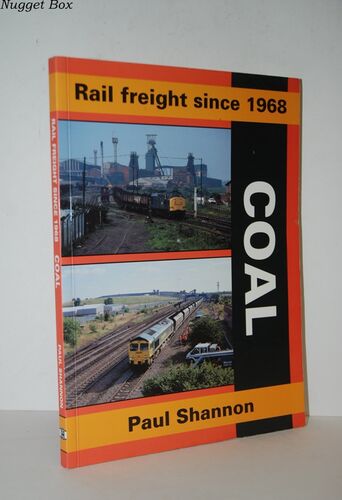 Nugget Box
Rail freight since 1968
COAL
Paul Shannon
RAIL FREIGHT SINCE 1968 COAL PAUL SHANNON